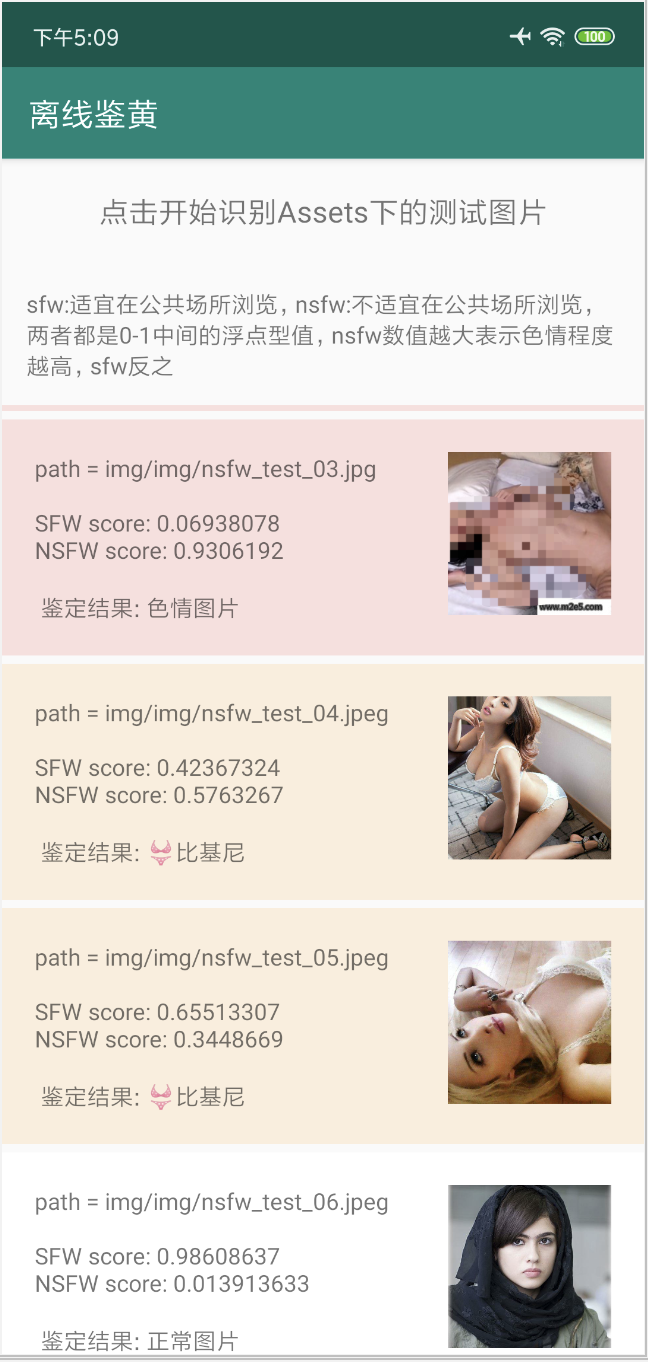 下午5:09
100
离线鉴黄
点击开始识别Assets下的测试图片
sfw:适宜在公共场所浏览, nsfw:不适宜在公共场所浏览,
两者都是0-1中间的浮点型值, nsfw数值越大表示色情程度
越高, sfw反之
path = img/img/nsfw_test_03.jpg
SFW score: 0.06938078
NSFW score: 0.9306192
鉴定结果: 色情图片
www.m2e5.com
path = img/img/nsfw_test_04.jpeg
SFW score: 0.42367324
NSFW score: 0.5763267
鉴定结果: 👙比基尼
path = img/img/nsfw_test_05.jpeg
SFW score: 0.65513307
NSFW score: 0.3448669
鉴定结果: 👙比基尼
path = img/img/nsfw_test_06.jpeg
SFW score: 0.98608637
NSFW score: 0.013913633
鉴定结果: 正常图片